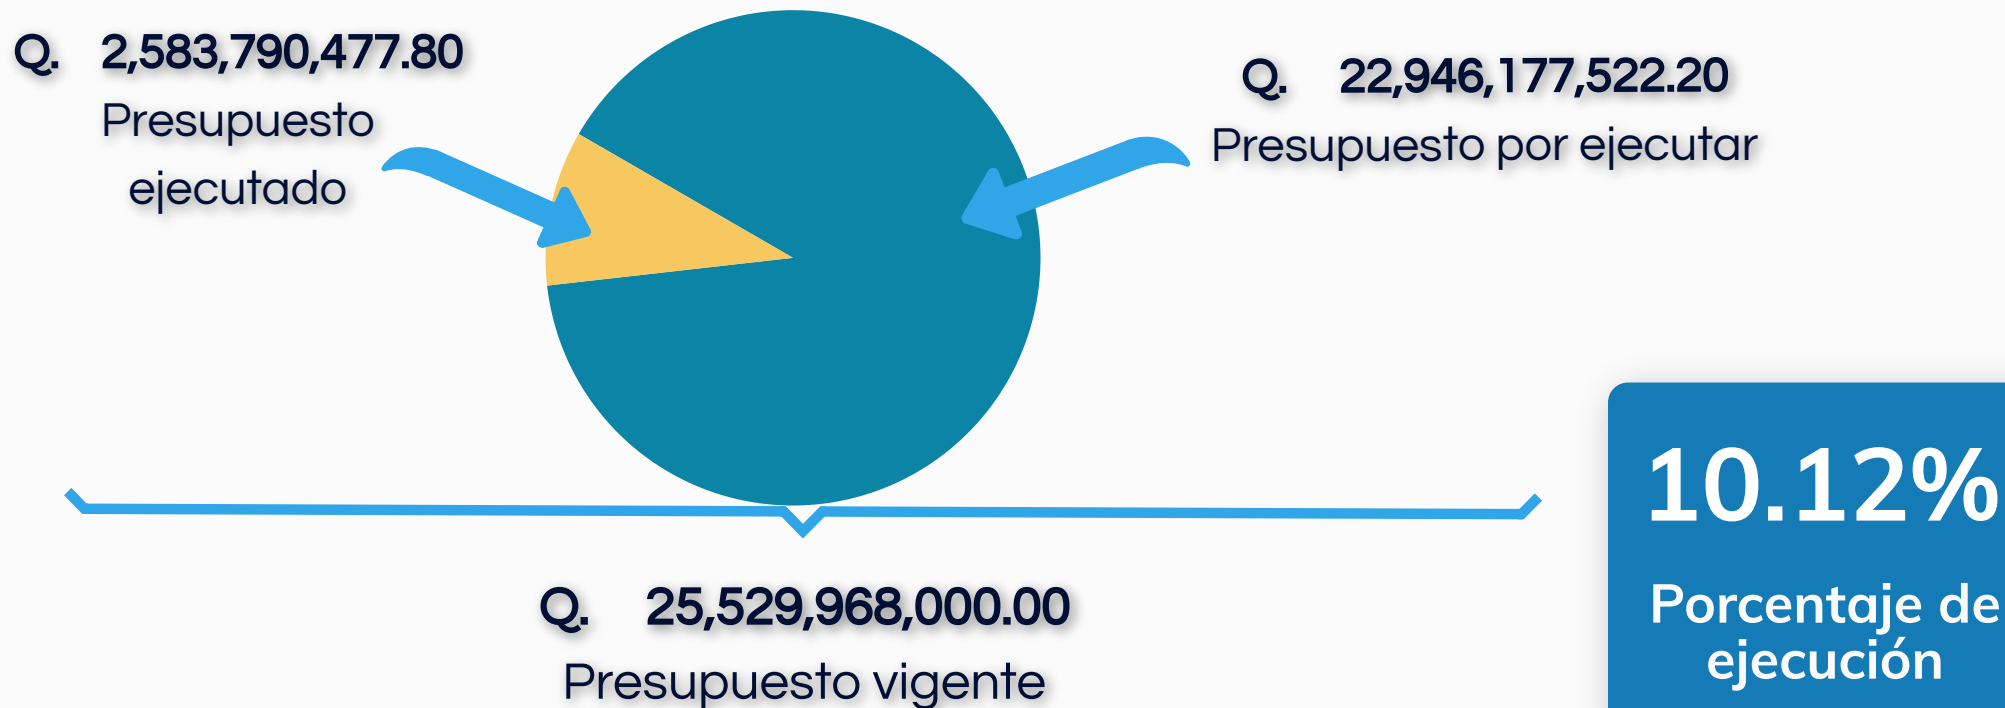 Q. 2,583,790,477.80
Presupuesto
ejecutado
Q. 22,946,177,522.20
Presupuesto por ejecutar
Q. 25,529,968,000.00
Presupuesto vigente
10.12%
Porcentaje de
ejecución